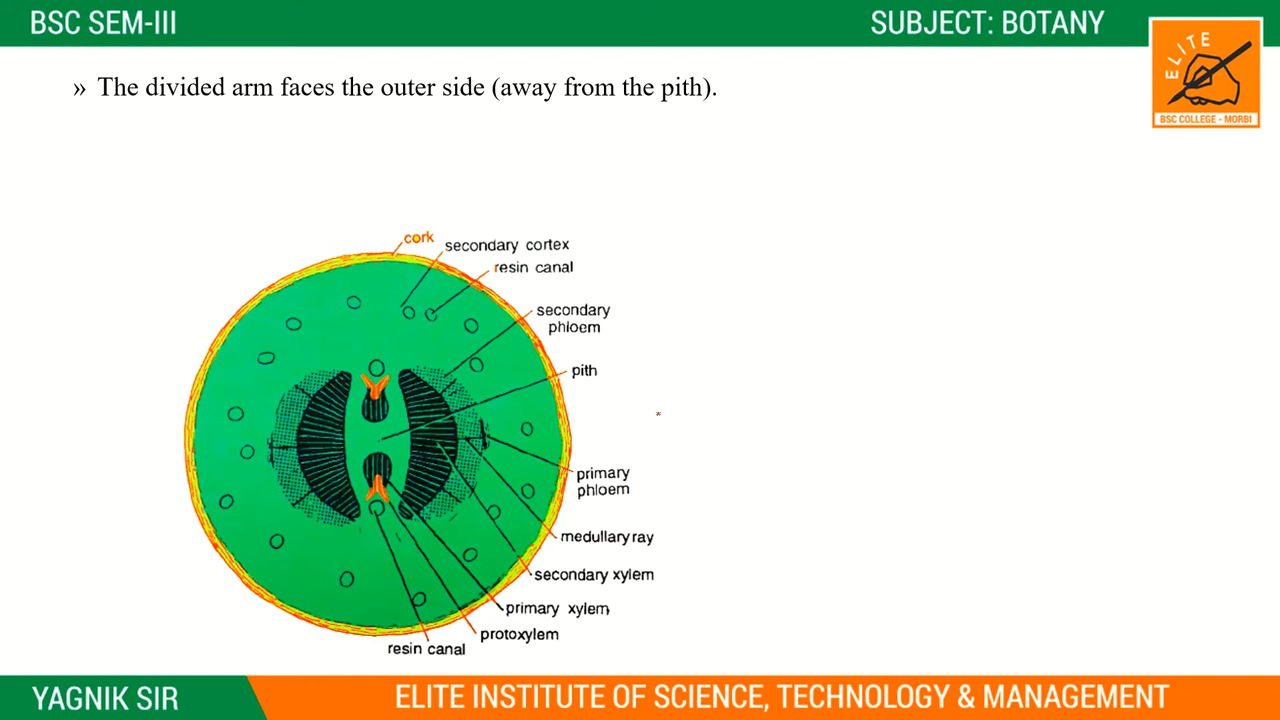 BSC SEM-III
SUBJECT: BOTANY
ELITE
BSC COLLEGE - MORBI
» The divided arm faces the outer side (away from the pith).
cork
secondary cortex
resin canal
secondary
phloem
pith
primary
phloem
medullary ray
secondary xylem
primary xylem
protoxylem
resin canal
YAGNIK SIR
ELITE INSTITUTE OF SCIENCE, TECHNOLOGY & MANAGEMENT